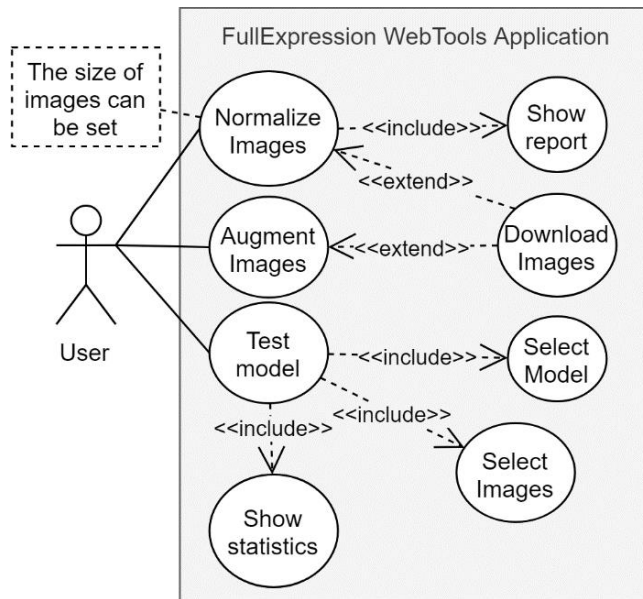 FullExpression WebTools Application
The size of
images can
be set
Normalize
Images
<<include>>
Show
report
<<extend>>
Augment
Images
<<extend>>
Download
Images
User
Test
model
<<include>>
Select
Model
<<include>>
<<include>>
Select
Images
Show
statistics